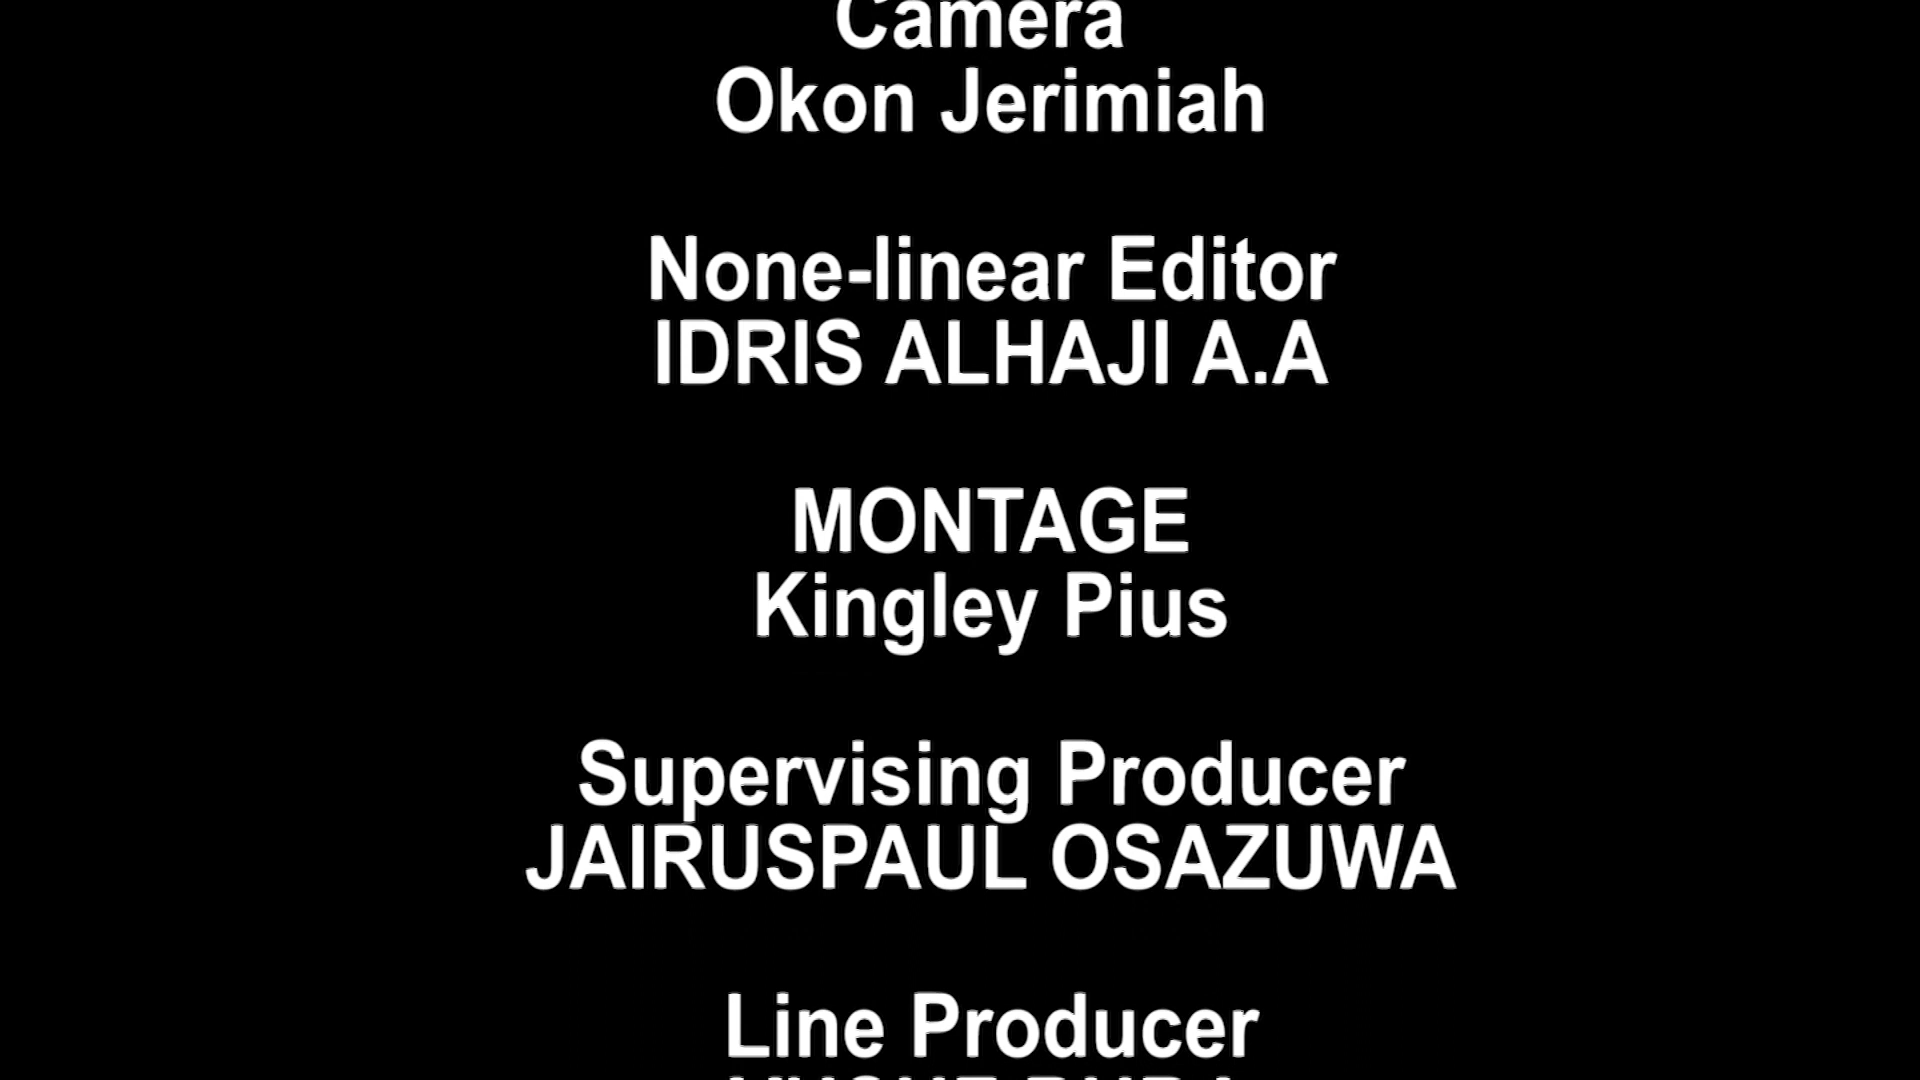 Camera
Okon Jerimiah
None-linear Editor
IDRIS ALHAJI A.A
MONTAGE
Kingley Pius
Supervising Producer
JAIRUSPAUL OSAZUWA
Line Producer